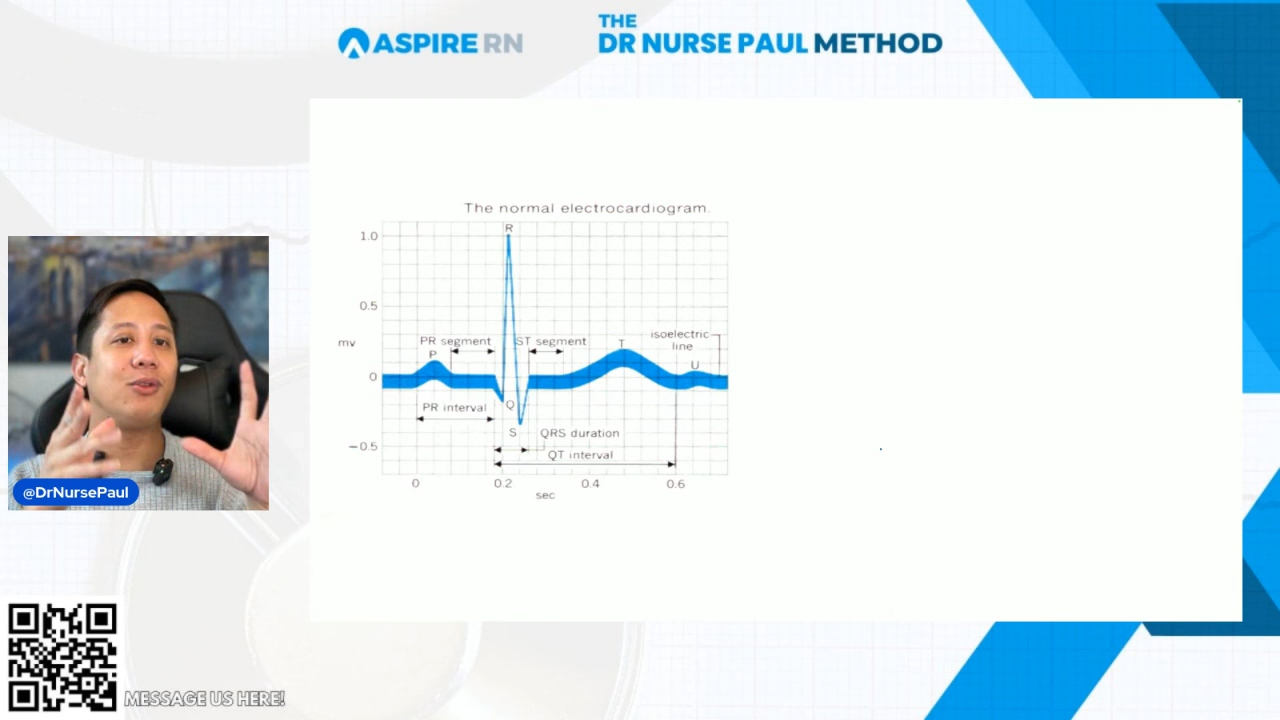 ASPIRE RN
THE
DR NURSE PAUL METHOD
The normal electrocardiogram.
R
1.0
0.5
mv
PR segment
ST segment
isoelectric
line
P
T
U
0
PR interval
Q
S
QRS duration
−0.5
QT interval
0
0.2
0.4
0.6
sec
@DrNursePaul
MESSAGE US HERE!